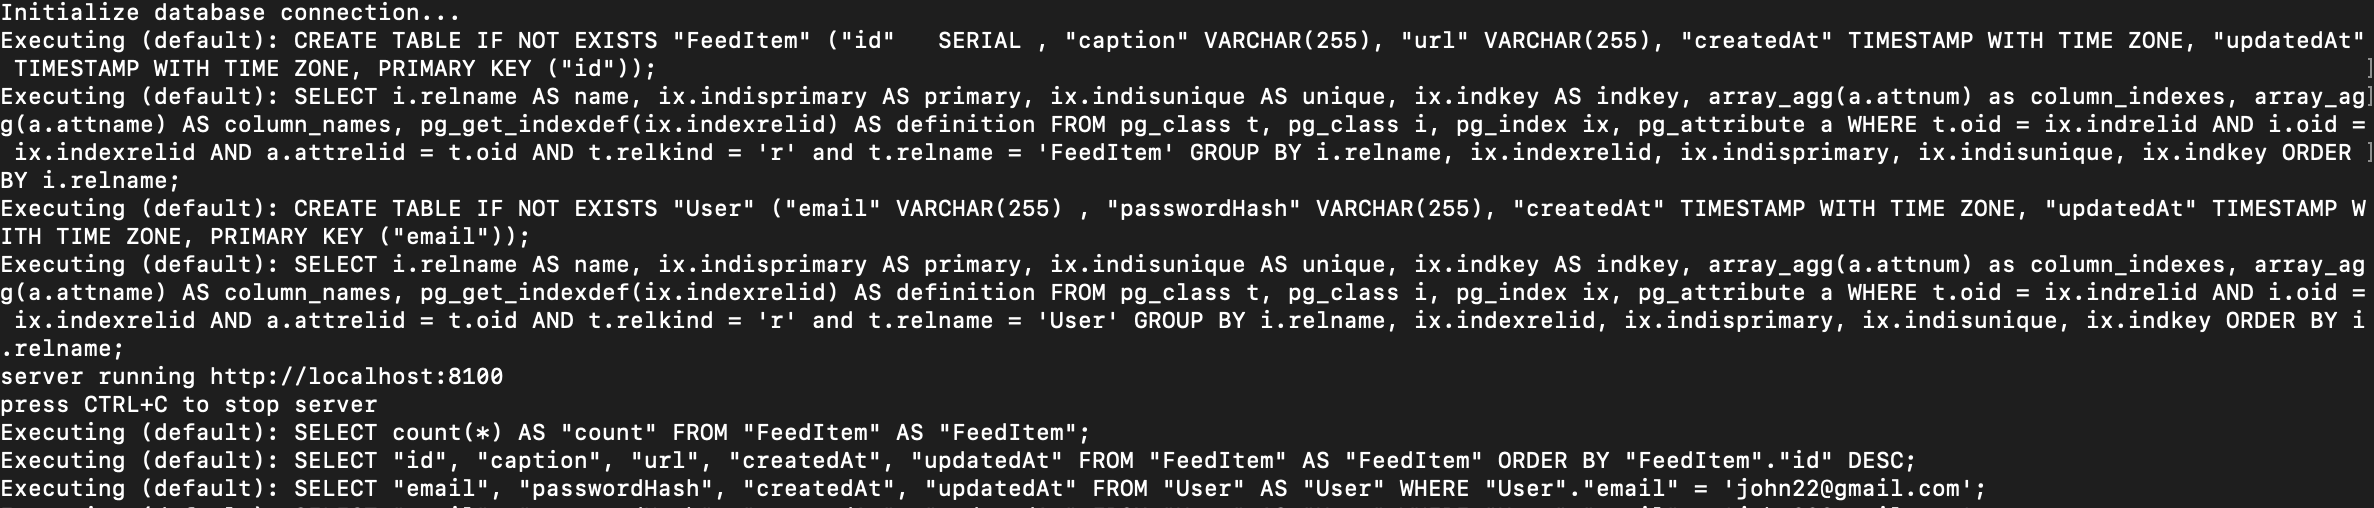 Initialize database connection...
Executing (default): CREATE TABLE IF NOT EXISTS "FeedItem" ("id"   SERIAL , "caption" VARCHAR(255), "url" VARCHAR(255), "createdAt" TIMESTAMP WITH TIME ZONE, "updatedAt"
 TIMESTAMP WITH TIME ZONE, PRIMARY KEY ("id"));
Executing (default): SELECT i.relname AS name, ix.indisprimary AS primary, ix.indisunique AS unique, ix.indkey AS indkey, array_agg(a.attnum) as column_indexes, array_ag
g(a.attname) AS column_names, pg_get_indexdef(ix.indexrelid) AS definition FROM pg_class t, pg_class i, pg_index ix, pg_attribute a WHERE t.oid = ix.indrelid AND i.oid =
 ix.indexrelid AND a.attrelid = t.oid AND t.relkind = 'r' and t.relname = 'FeedItem' GROUP BY i.relname, ix.indexrelid, ix.indisprimary, ix.indisunique, ix.indkey ORDER
BY i.relname;
Executing (default): CREATE TABLE IF NOT EXISTS "User" ("email" VARCHAR(255) , "passwordHash" VARCHAR(255), "createdAt" TIMESTAMP WITH TIME ZONE, "updatedAt" TIMESTAMP W
ITH TIME ZONE, PRIMARY KEY ("email"));
Executing (default): SELECT i.relname AS name, ix.indisprimary AS primary, ix.indisunique AS unique, ix.indkey AS indkey, array_agg(a.attnum) as column_indexes, array_ag
g(a.attname) AS column_names, pg_get_indexdef(ix.indexrelid) AS definition FROM pg_class t, pg_class i, pg_index ix, pg_attribute a WHERE t.oid = ix.indrelid AND i.oid =
 ix.indexrelid AND a.attrelid = t.oid AND t.relkind = 'r' and t.relname = 'User' GROUP BY i.relname, ix.indexrelid, ix.indisprimary, ix.indisunique, ix.indkey ORDER BY i
.relname;
server running http://localhost:8100
press CTRL+C to stop server
Executing (default): SELECT count(*) AS "count" FROM "FeedItem" AS "FeedItem";
Executing (default): SELECT "id", "caption", "url", "createdAt", "updatedAt" FROM "FeedItem" AS "FeedItem" ORDER BY "FeedItem"."id" DESC;
Executing (default): SELECT "email", "passwordHash", "createdAt", "updatedAt" FROM "User" AS "User" WHERE "User"."email" = 'john22@gmail.com';